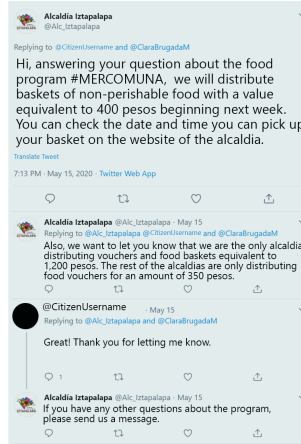 Alcaldía Iztapalapa
@Alc_Iztapalapa
Replying to @CitizenUsername and @ClaraBrugadaM
Hi, answering your question about the food
program #MERCOMUNA, we will distribute
baskets of non-perishable food with a value
equivalent to 400 pesos beginning next week.
You can check the date and time you can pick up
your basket on the website of the alcaldia.
Translate Tweet
7:13 PM · May 15, 2020 · Twitter Web App
Alcaldía Iztapalapa @Alc_Iztapalapa · May 15
Replying to @Alc_Iztapalapa @CitizenUsername and @ClaraBrugadaM
Also, we want to let you know that we are the only alcaldia
distributing vouchers and food baskets equivalent to
1,200 pesos. The rest of the alcaldias are only distributing
food vouchers for an amount of 350 pesos.
@CitizenUsername · May 15
Replying to @Alc_Iztapalapa and @ClaraBrugadaM
Great! Thank you for letting me know.
1
Alcaldía Iztapalapa @Alc_Iztapalapa · May 15
If you have any other questions about the program,
please send us a message.